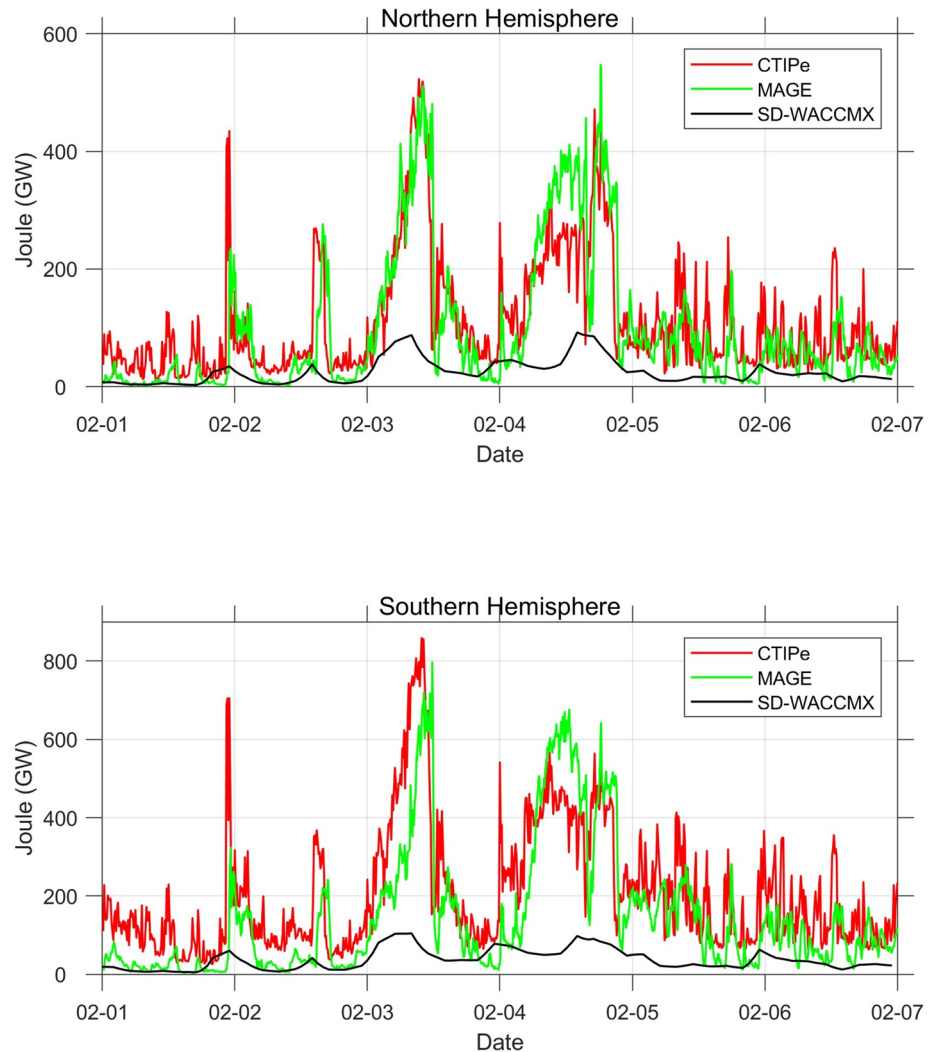 Northern Hemisphere
600
400
200
0
Joule (GW)
CTIPe
MAGE
SD-WACCMX
02-01 02-02 02-03 02-04 02-05 02-06 02-07
Date
Southern Hemisphere
800
600
400
200
0
Joule (GW)
CTIPe
MAGE
SD-WACCMX
02-01 02-02 02-03 02-04 02-05 02-06 02-07
Date